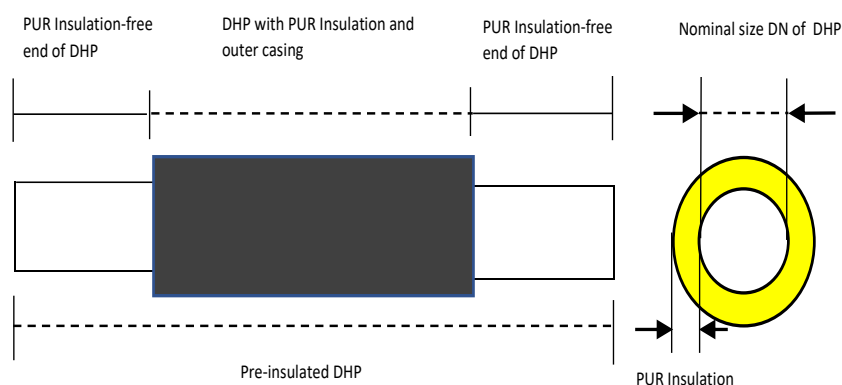 PUR Insulation-free
end of DHP
DHP with PUR Insulation and
outer casing
PUR Insulation-free
end of DHP
Nominal size DN of DHP
Pre-insulated DHP
PUR Insulation